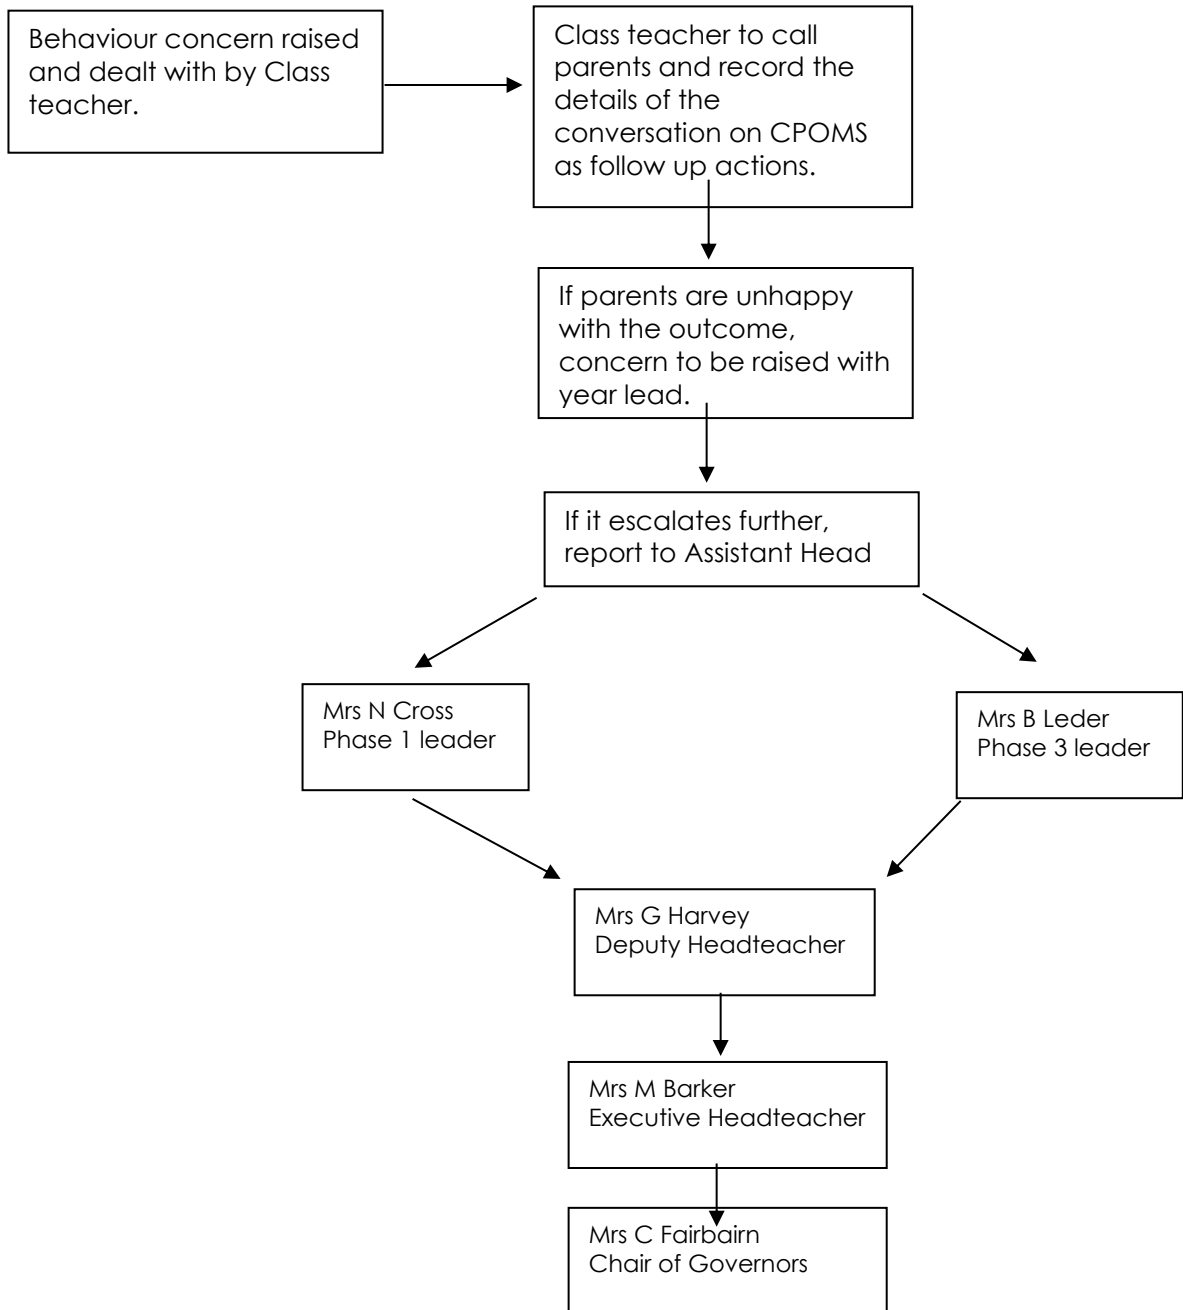 Behaviour concern raised
and dealt with by Class
teacher.
Class teacher to call
parents and record the
details of the
conversation on CPOMS
as follow up actions.
If parents are unhappy
with the outcome,
concern to be raised with
year lead.
If it escalates further,
report to Assistant Head
Mrs N Cross
Phase 1 leader
Mrs B Leder
Phase 3 leader
Mrs G Harvey
Deputy Headteacher
Mrs M Barker
Executive Headteacher
Mrs C Fairbairn
Chair of Governors